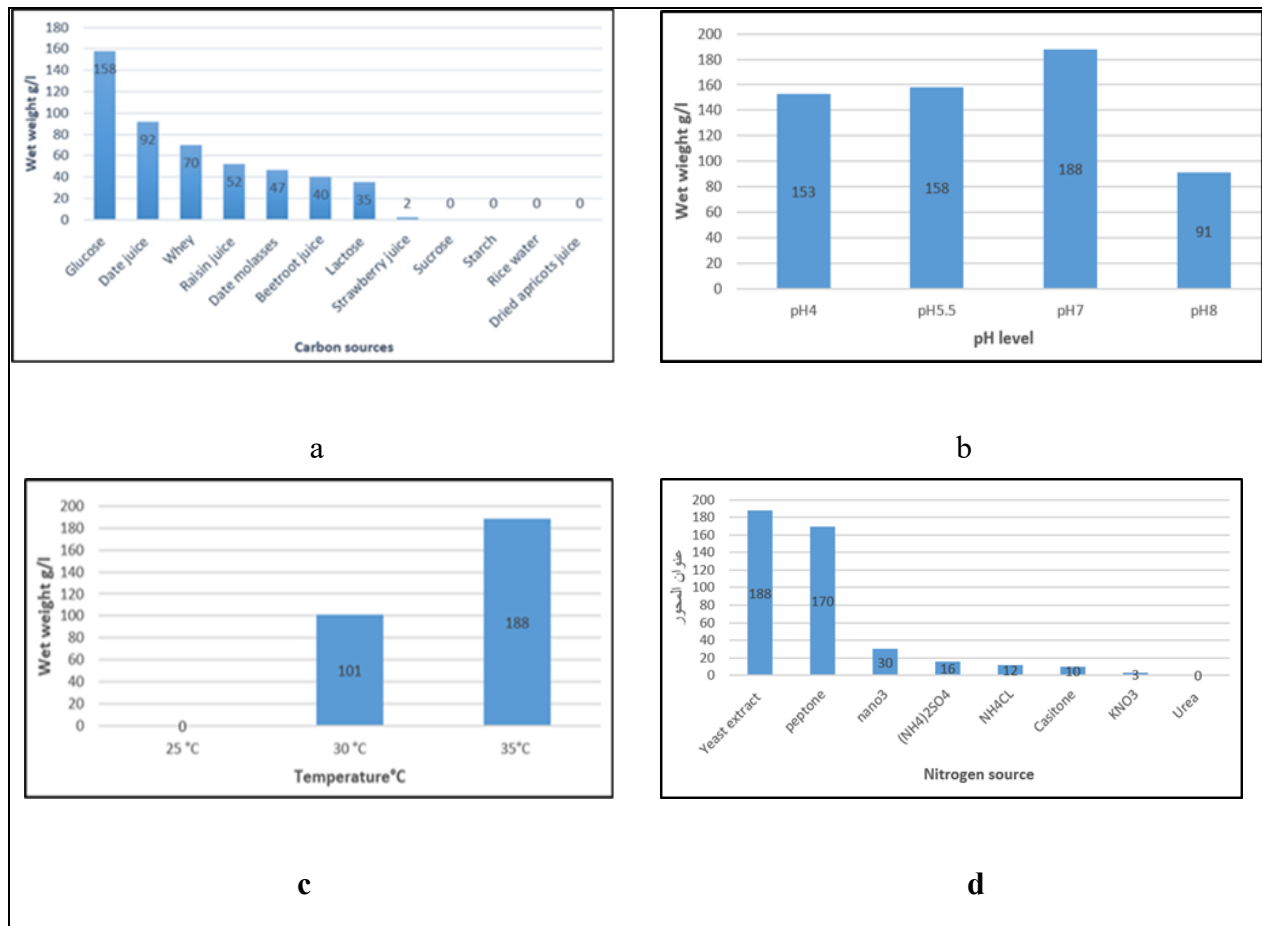 Wet weight g/l
180
160
140
120
100
80
60
40
20
0
158
92
70
52
47
40
35
2
0
0
0
0
Glucose
Date juice
Whey
Raisin juice
Date molasses
Beetroot juice
Lactose
Strawberry juice
Sucrose
Starch
Rice water
Dried apricots juice
Carbon sources
a
Wet wieght g/l
200
180
160
140
120
100
80
60
40
20
0
153
158
188
91
pH4
pH5.5
pH7
pH8
pH level
b
Wet weight g/l
200
180
160
140
120
100
80
60
40
20
0
0
101
188
25 °C
30 °C
35°C
Temperature°C
c
عنوان المحور
200
180
160
140
120
100
80
60
40
20
0
188
170
30
16
12
10
3
0
Yeast extract
peptone
nano3
(NH4)2SO4
NH4CL
Casitone
KNO3
Urea
Nitrogen source
d